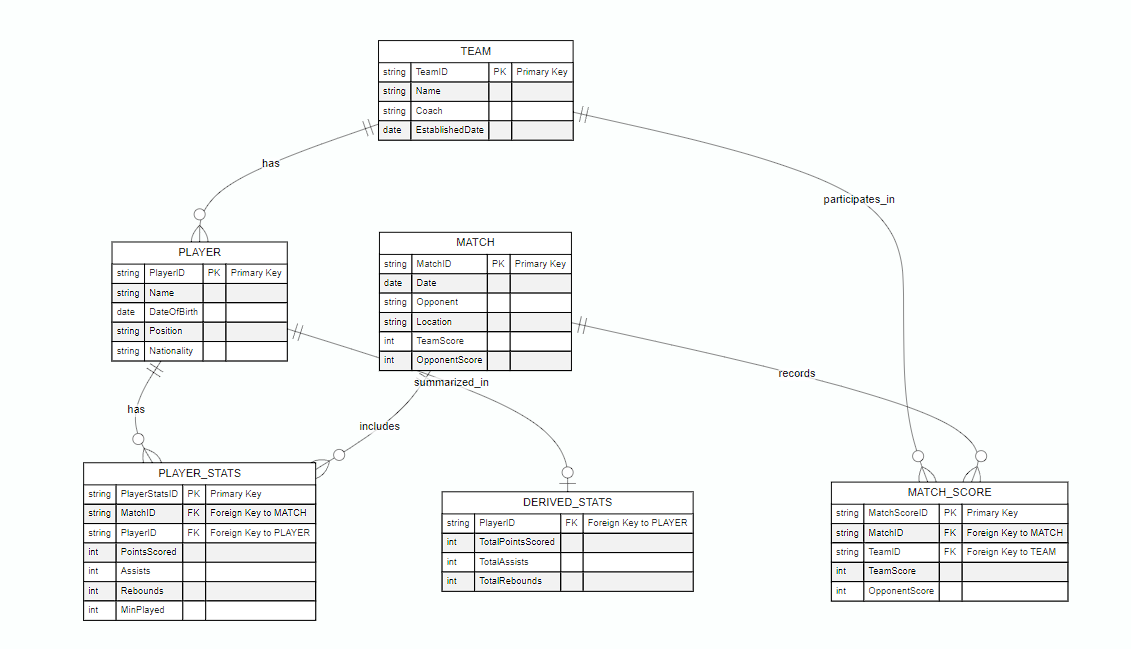 TEAM
string TeamID PK Primary Key
string Name
string Coach
date EstablishedDate
has
participates_in
PLAYER
string PlayerID PK Primary Key
string Name
date DateOfBirth
string Position
string Nationality
MATCH
string MatchID PK Primary Key
date Date
string Opponent
string Location
int TeamScore
int OpponentScore
records
summarized_in
has
includes
PLAYER_STATS
string PlayerStatsID PK Primary Key
string MatchID FK Foreign Key to MATCH
string PlayerID FK Foreign Key to PLAYER
int PointsScored
int Assists
int Rebounds
int MinPlayed
DERIVED_STATS
string PlayerID FK Foreign Key to PLAYER
int TotalPointsScored
int TotalAssists
int TotalRebounds
MATCH_SCORE
string MatchScoreID PK Primary Key
string MatchID FK Foreign Key to MATCH
string TeamID FK Foreign Key to TEAM
int TeamScore
int OpponentScore